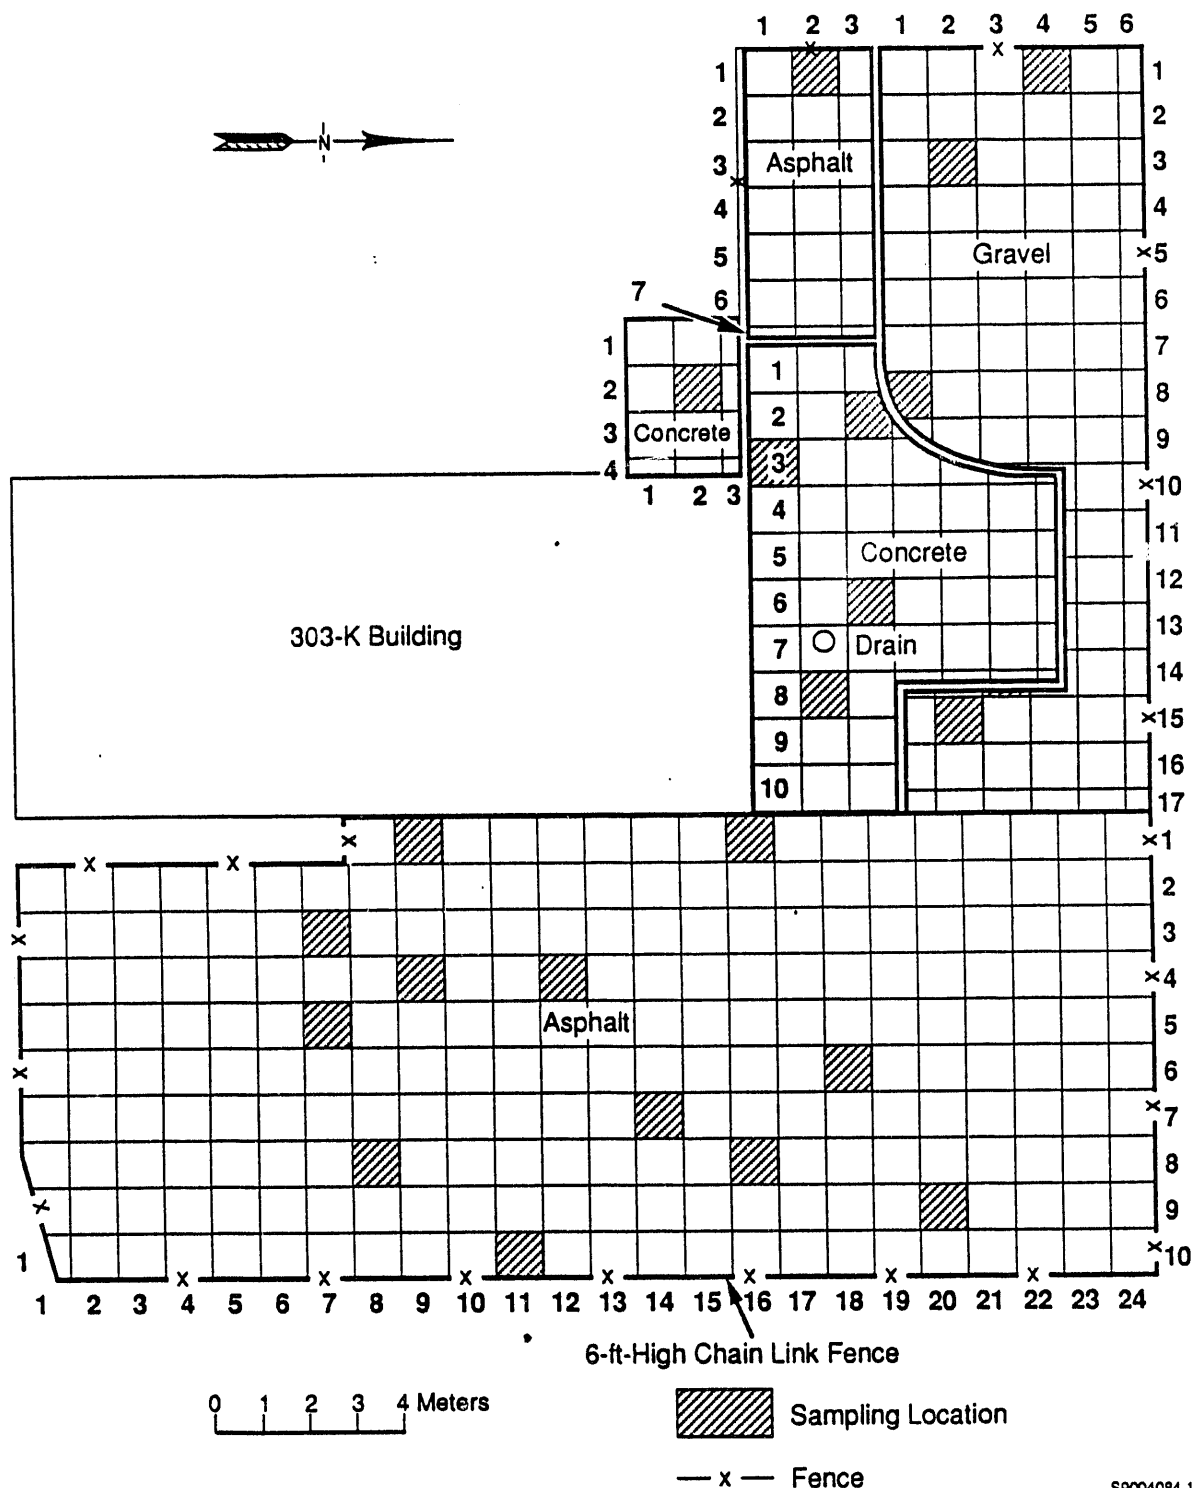 1 2 3 1 2 3 4 5 6
x x
1 1
2 2
N
3 Asphalt 3
x
4 4
x 5
5 Gravel
6 6
7
7
1
1
2 8
2
3 Concrete 9
3
4 x 10
1 2 3
4
11
5 Concrete
12
6
13
303-K Building
7 Drain
14
8
x 15
9
16
10
17
x x 1
x x
2
3
x
x 4
Asphalt 5
x 6
x 7
8
x 9
1 x 10
x x x x x x x
1 2 3 4 5 6 7 8 9 10 11 12 13 14 15 16 17 18 19 20 21 22 23 24
6-ft-High Chain Link Fence
0 1 2 3 4 Meters
Sampling Location
x Fence
S9004084.1